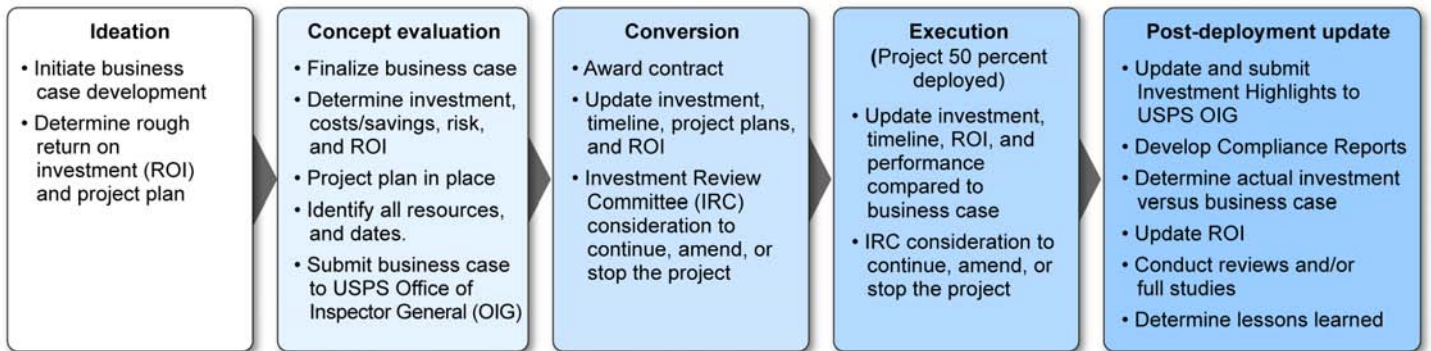 Ideation
• Initiate business
case development
• Determine rough
return on
investment (ROI)
and project plan
Concept evaluation
• Finalize business case
• Determine investment,
costs/savings, risk,
and ROI
• Project plan in place
• Identify all resources,
and dates.
• Submit business case
to USPS Office of
Inspector General (OIG)
Conversion
• Award contract
• Update investment,
timeline, project plans,
and ROI
• Investment Review
Committee (IRC)
consideration to
continue, amend, or
stop the project
Execution
(Project 50 percent
deployed)
• Update investment,
timeline, ROI, and
performance
compared to
business case
• IRC consideration to
continue, amend, or
stop the project
Post-deployment update
• Update and submit
Investment Highlights to
USPS OIG
• Develop Compliance Reports
• Determine actual investment
versus business case
• Update ROI
• Conduct reviews and/or
full studies
• Determine lessons learned